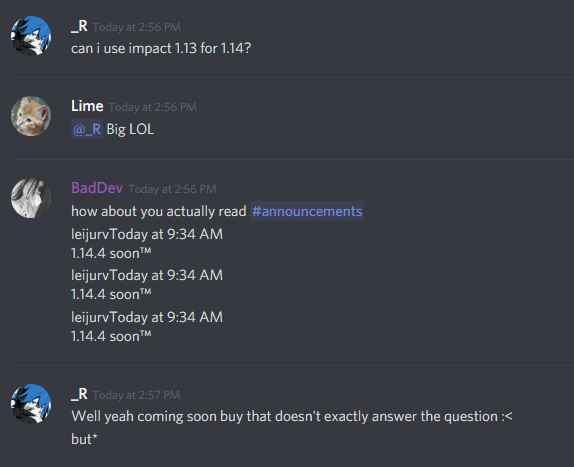 _R Today at 2:56 PM
can i use impact 1.13 for 1.14?
Lime Today at 2:56 PM
@_R Big LOL
BadDev Today at 2:56 PM
how about you actually read #announcements
leijurvToday at 9:34 AM
1.14.4 soon™
leijurvToday at 9:34 AM
1.14.4 soon™
leijurvToday at 9:34 AM
1.14.4 soon™
_R Today at 2:57 PM
Well yeah coming soon buy that doesn't exactly answer the question :<
but*